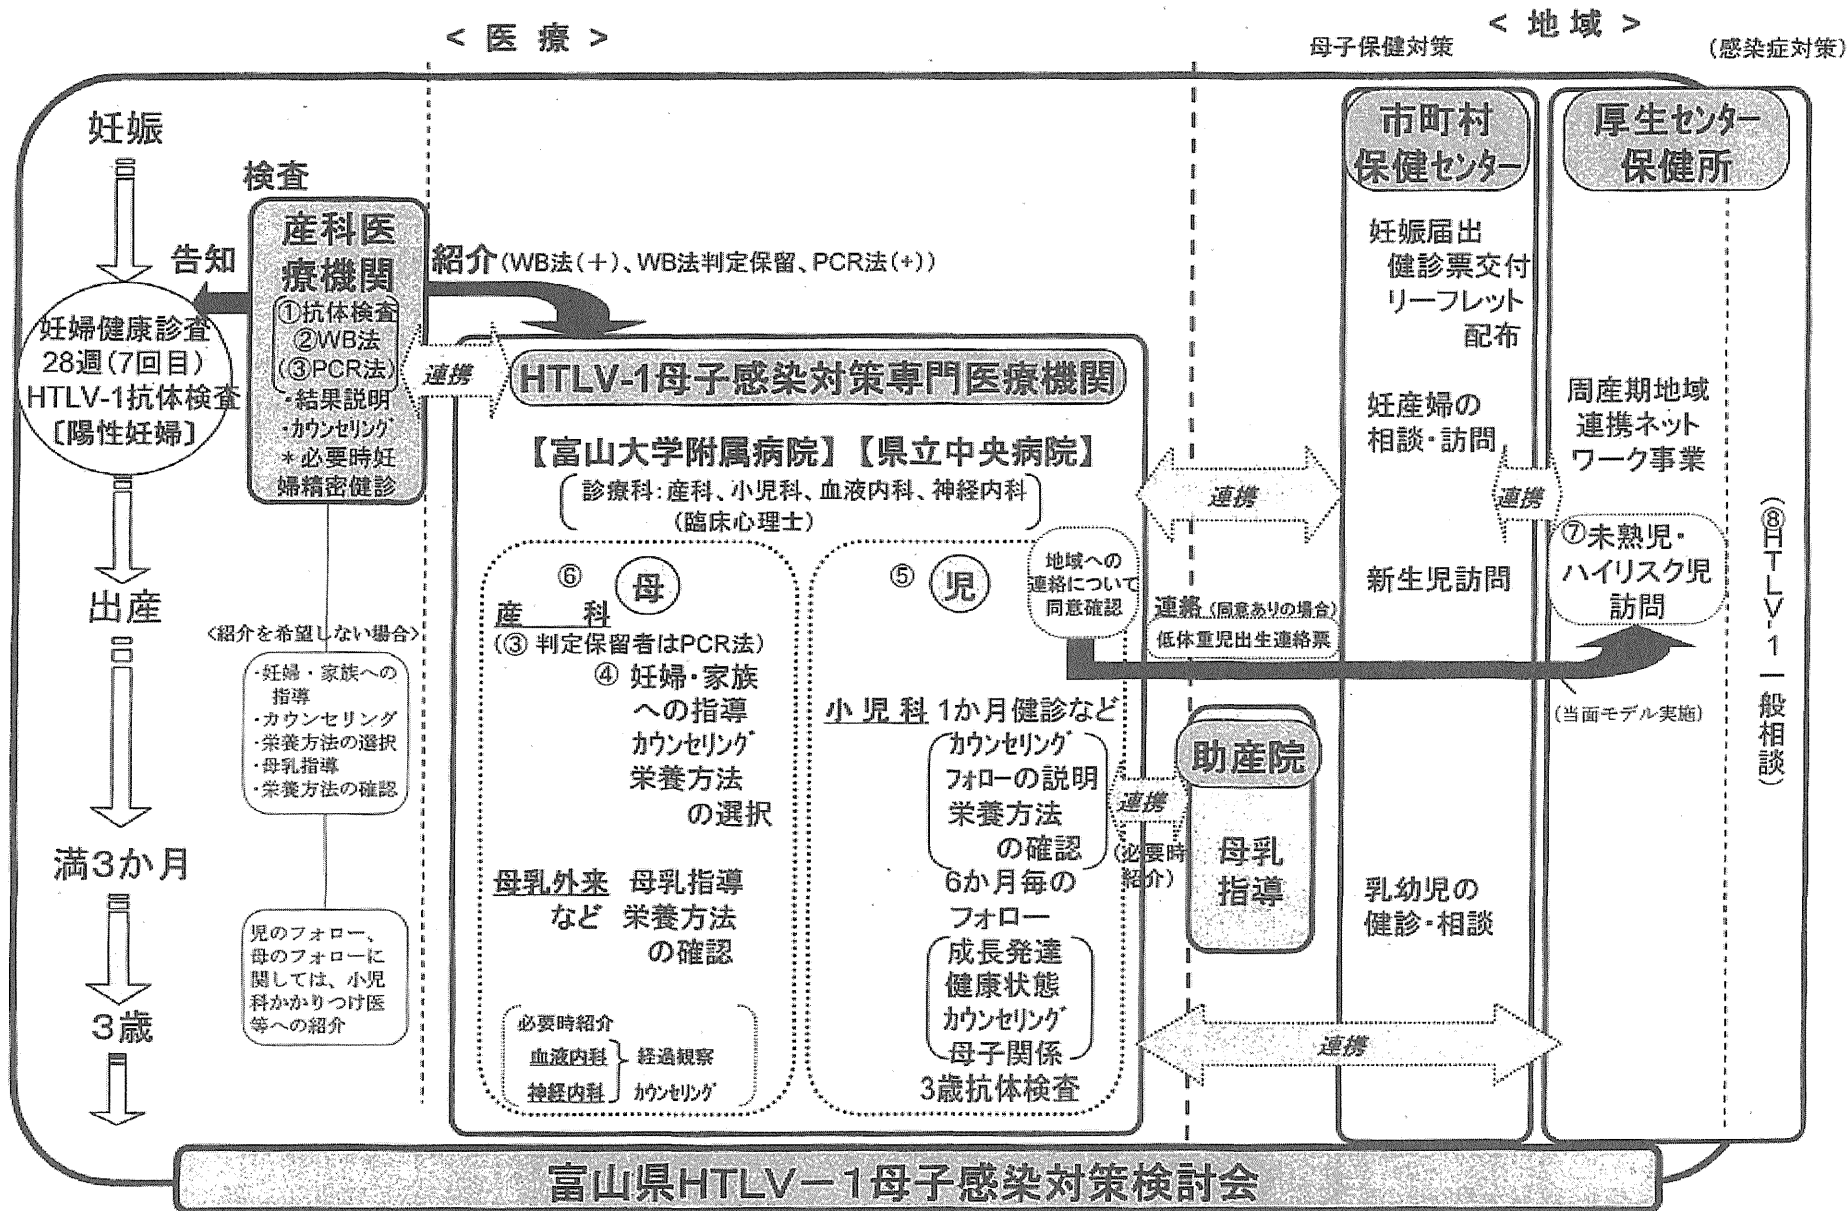 < 医 療 >
< 地 域 >
母子保健対策
(感染症対策)
妊娠
告知
妊婦健康診査
28週(7回目)
HTLV-1抗体検査
〔陽性妊婦〕
出産
満3か月
3歳
検査
産科医
療機関
①抗体検査
②WB法
(③PCR法)
・結果説明
・カウンセリング
＊必要時妊
婦精密健診
<紹介を希望しない場合>
・妊婦・家族への
指導
・カウンセリング
・栄養方法の選択
・母乳指導
・栄養方法の確認
児のフォロー、
母のフォローに
関しては、小児
科かかりつけ医
等への紹介
紹介(WB法(＋)、WB法判定保留、PCR法(+))
連携
HTLV-1母子感染対策専門医療機関
【富山大学附属病院】【県立中央病院】
診療科:産科、小児科、血液内科、神経内科
(臨床心理士)
⑥ 母
産 科
(③ 判定保留者はPCR法)
④ 妊婦・家族
への指導
カウンセリング
栄養方法
の選択
母乳外来 母乳指導
など 栄養方法
の確認
必要時紹介
血液内科 経過観察
神経内科 カウンセリング
⑤ 児
小 児 科 1か月健診など
カウンセリング
フォローの説明
栄養方法
の確認
6か月毎の
フォロー
成長発達
健康状態
カウンセリング
母子関係
3歳抗体検査
地域への
連絡について
同意確認
連携
連絡 (同意ありの場合)
低体重児出生連絡票
(当面モデル実施)
連携
(必要時
紹介)
助産院
母乳
指導
市町村
保健センター
妊娠届出
健診票交付
リーフレット
配布
妊産婦の
相談・訪問
新生児訪問
乳幼児の
健診・相談
連携
連携
厚生センター
保健所
周産期地域
連携ネット
ワーク事業
⑦未熟児・
ハイリスク児
訪問
(⑧HTLV-1一般相談)
富山県HTLV－1母子感染対策検討会